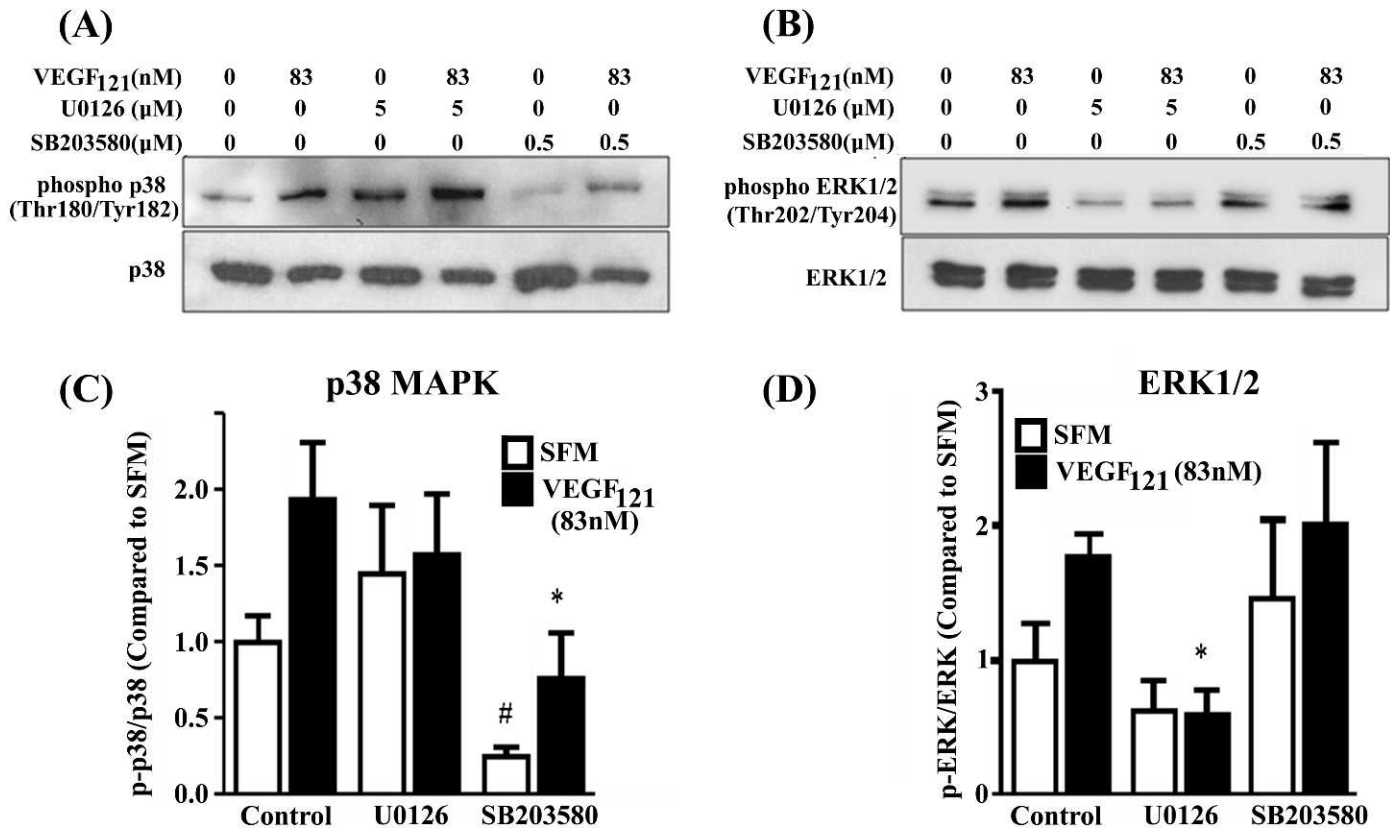 (A)
VEGF121(nM) 0 83 0 83 0 83
U0126 (µM) 0 0 5 5 0 0
SB203580(µM) 0 0 0 0 0.5 0.5
phospho p38
(Thr180/Tyr182)
p38
(B)
VEGF121(nM) 0 83 0 83 0 83
U0126 (µM) 0 0 5 5 0 0
SB203580(µM) 0 0 0 0 0.5 0.5
phospho ERK1/2
(Thr202/Tyr204)
ERK1/2
(C)
p38 MAPK
p-p38/p38 (Compared to SFM)
2.0
1.5
1.0
0.5
0.0
SFM
VEGF121
(83nM)
#
*
Control U0126 SB203580
(D)
ERK1/2
p-ERK/ERK (Compared to SFM)
3
2
1
0
SFM
VEGF121 (83nM)
*
Control U0126 SB203580